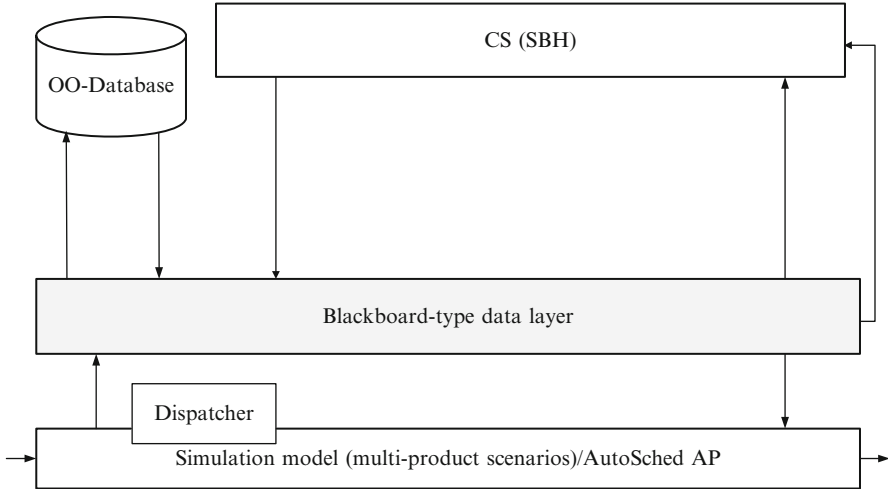 CS (SBH)
OO-Database
Blackboard-type data layer
Dispatcher
Simulation model (multi-product scenarios)/AutoSched AP